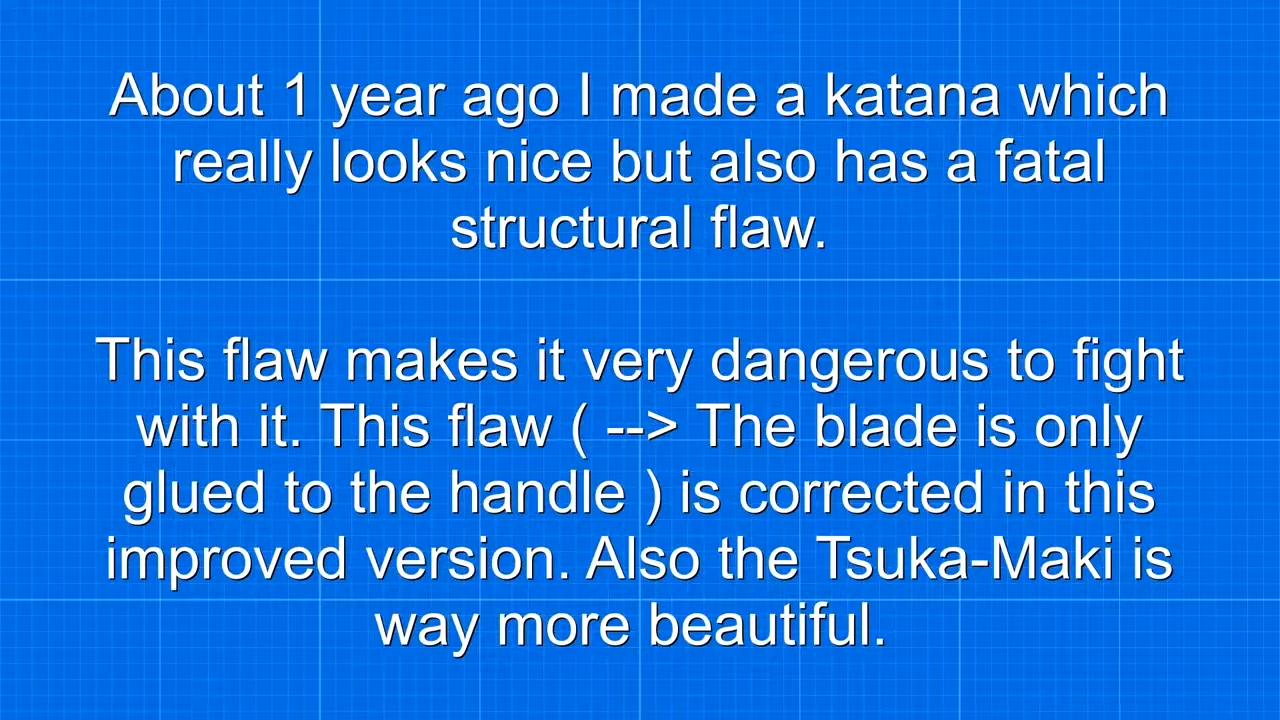 About 1 year ago I made a katana which
really looks nice but also has a fatal
structural flaw.
This flaw makes it very dangerous to fight
with it. This flaw ( --> The blade is only
glued to the handle ) is corrected in this
improved version. Also the Tsuka-Maki is
way more beautiful.